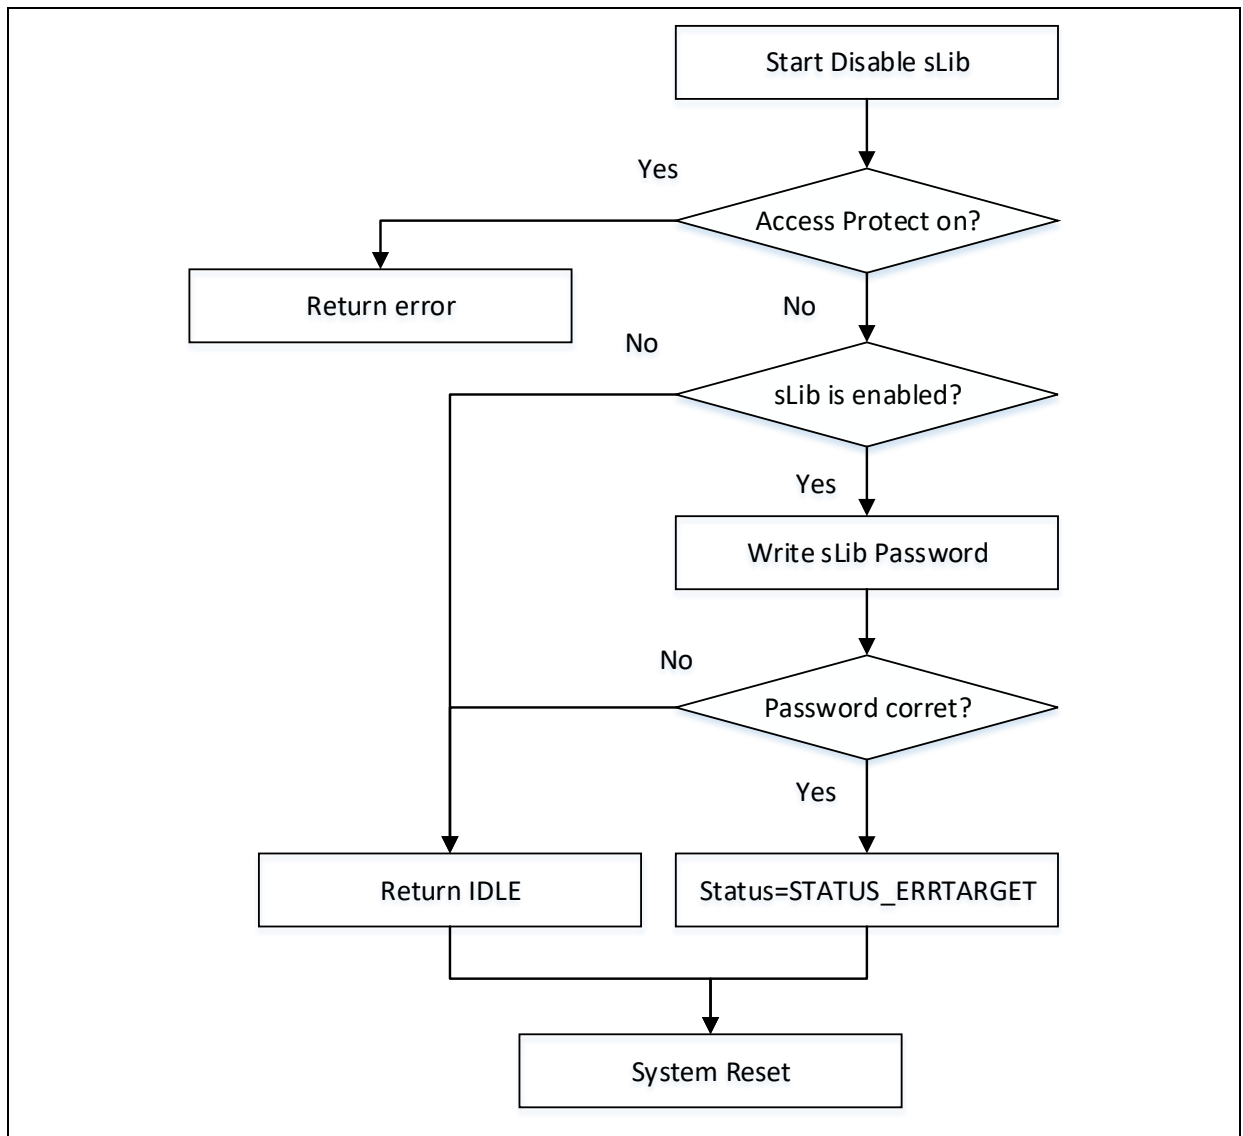 Start Disable sLib
Yes
Access Protect on?
Return error
No
No
sLib is enabled?
Yes
Write sLib Password
No
Password corret?
Yes
Return IDLE
Status=STATUS_ERRTARGET
System Reset